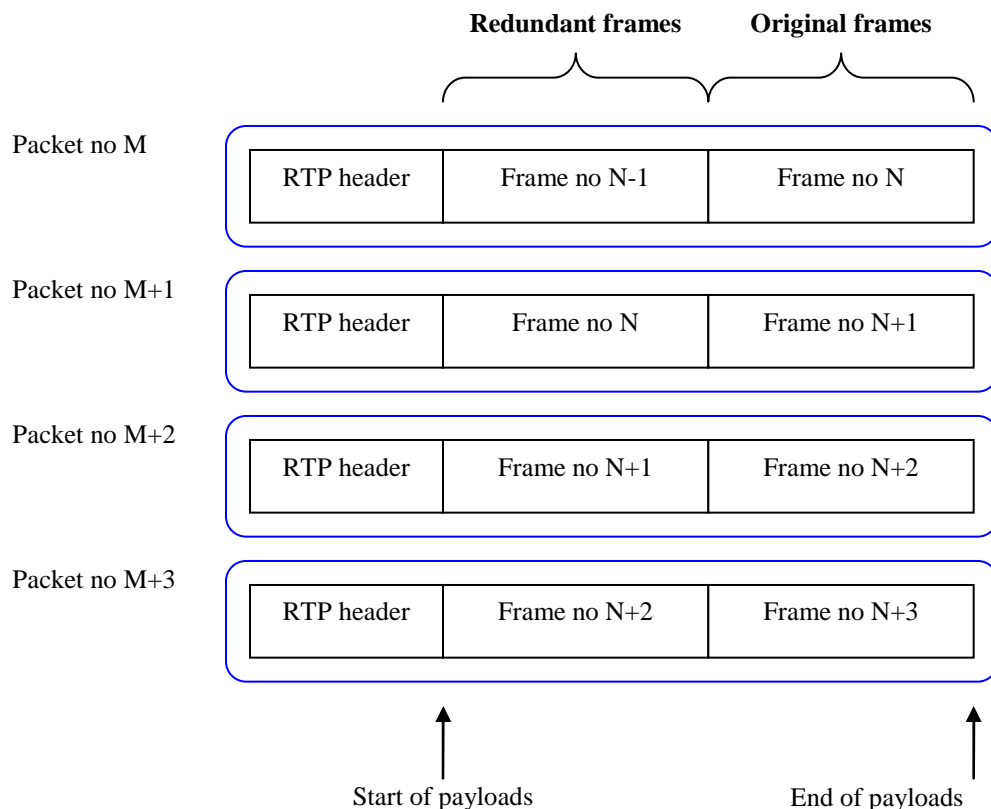 Redundant frames Original frames
Packet no M
RTP header Frame no N-1 Frame no N
Packet no M+1
RTP header Frame no N Frame no N+1
Packet no M+2
RTP header Frame no N+1 Frame no N+2
Packet no M+3
RTP header Frame no N+2 Frame no N+3
Start of payloads End of payloads